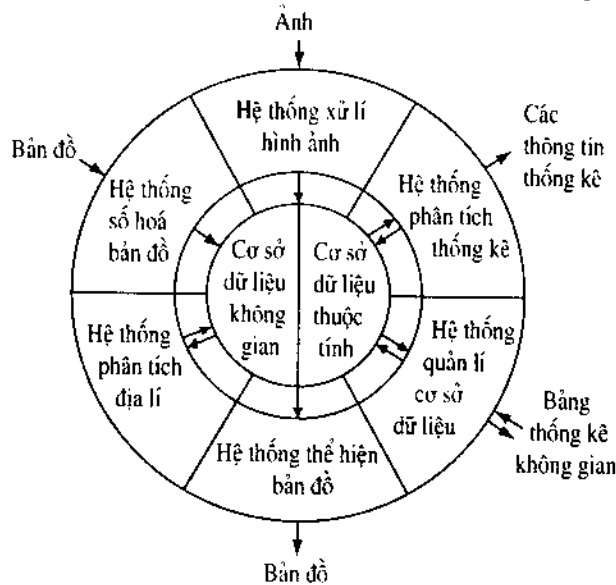 Ảnh
Hệ thống xử lí
hình ảnh
Các
thông tin
thống kê
Bản đồ
Hệ thống
số hoá
bản đồ
Hệ thống
phân tích
thống kê
Cơ sở
dữ liệu
không
gian
Cơ sở
dữ liệu
thuộc
tính
Hệ thống
phân tích
địa lí
Hệ thống
quản lí
cơ sở
dữ liệu
Bảng
thống kê
không gian
Hệ thống thể hiện
bản đồ
Bản đồ